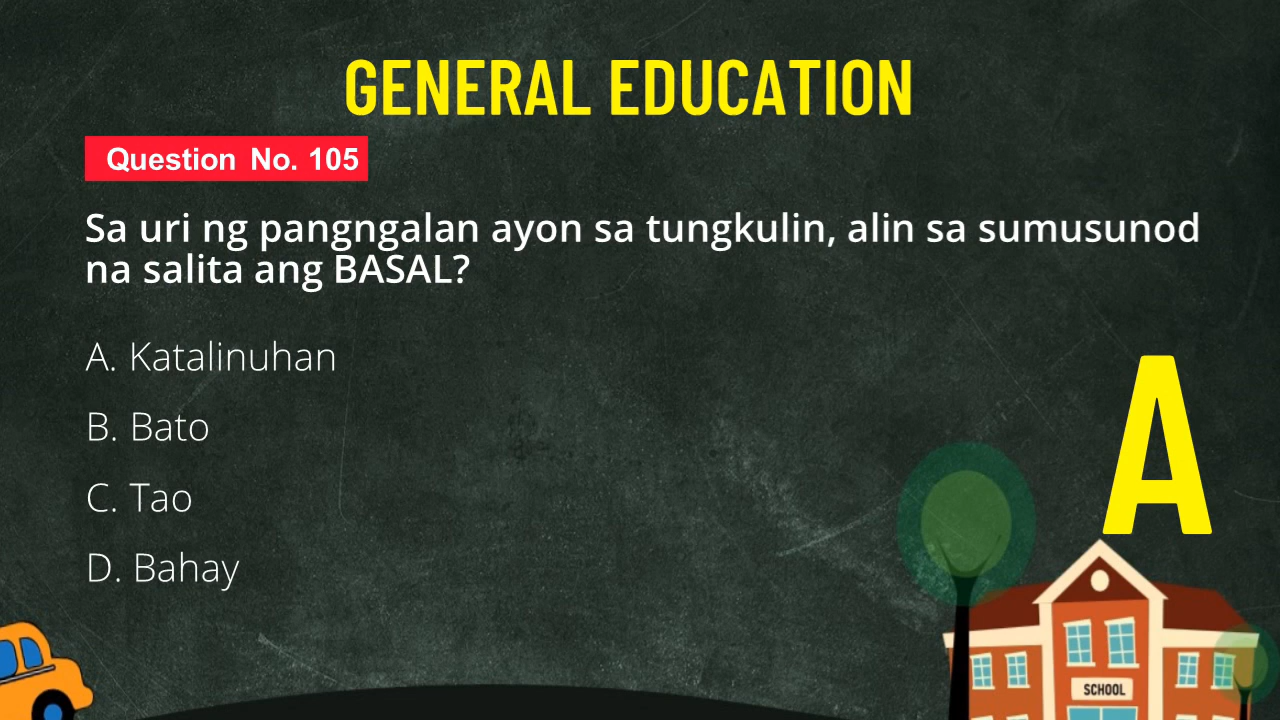 GENERAL EDUCATION
Question No. 105
Sa uri ng pangngalan ayon sa tungkulin, alin sa sumusunod
na salita ang BASAL?
A. Katalinuhan
B. Bato
C. Tao
D. Bahay
A
SCHOOL